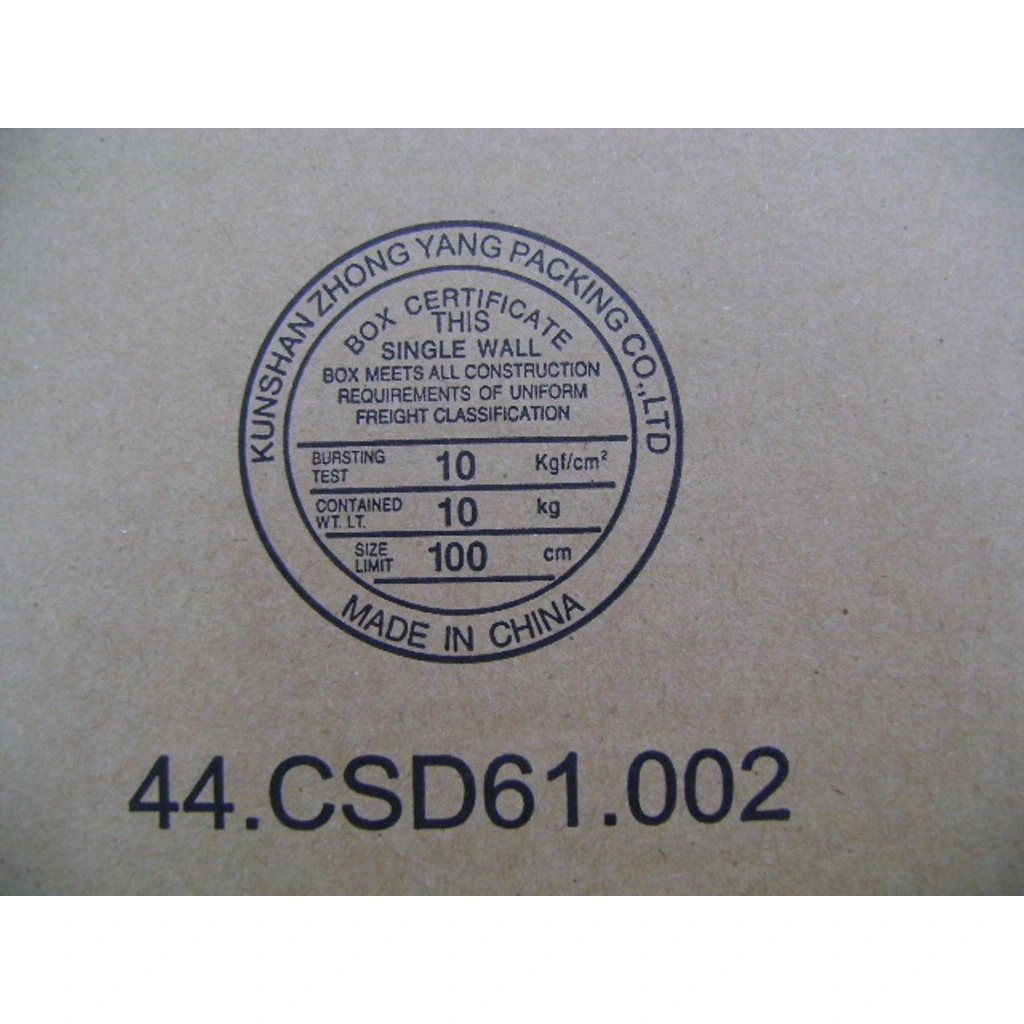 KUNSHAN ZHONG YANG PACKING CO.,LTD
BOX CERTIFICATE
THIS
SINGLE WALL
BOX MEETS ALL CONSTRUCTION
REQUIREMENTS OF UNIFORM
FREIGHT CLASSIFICATION
BURSTING TEST 10 Kgf/cm²
CONTAINED WT. LT. 10 kg
SIZE LIMIT 100 cm
MADE IN CHINA
44.CSD61.002